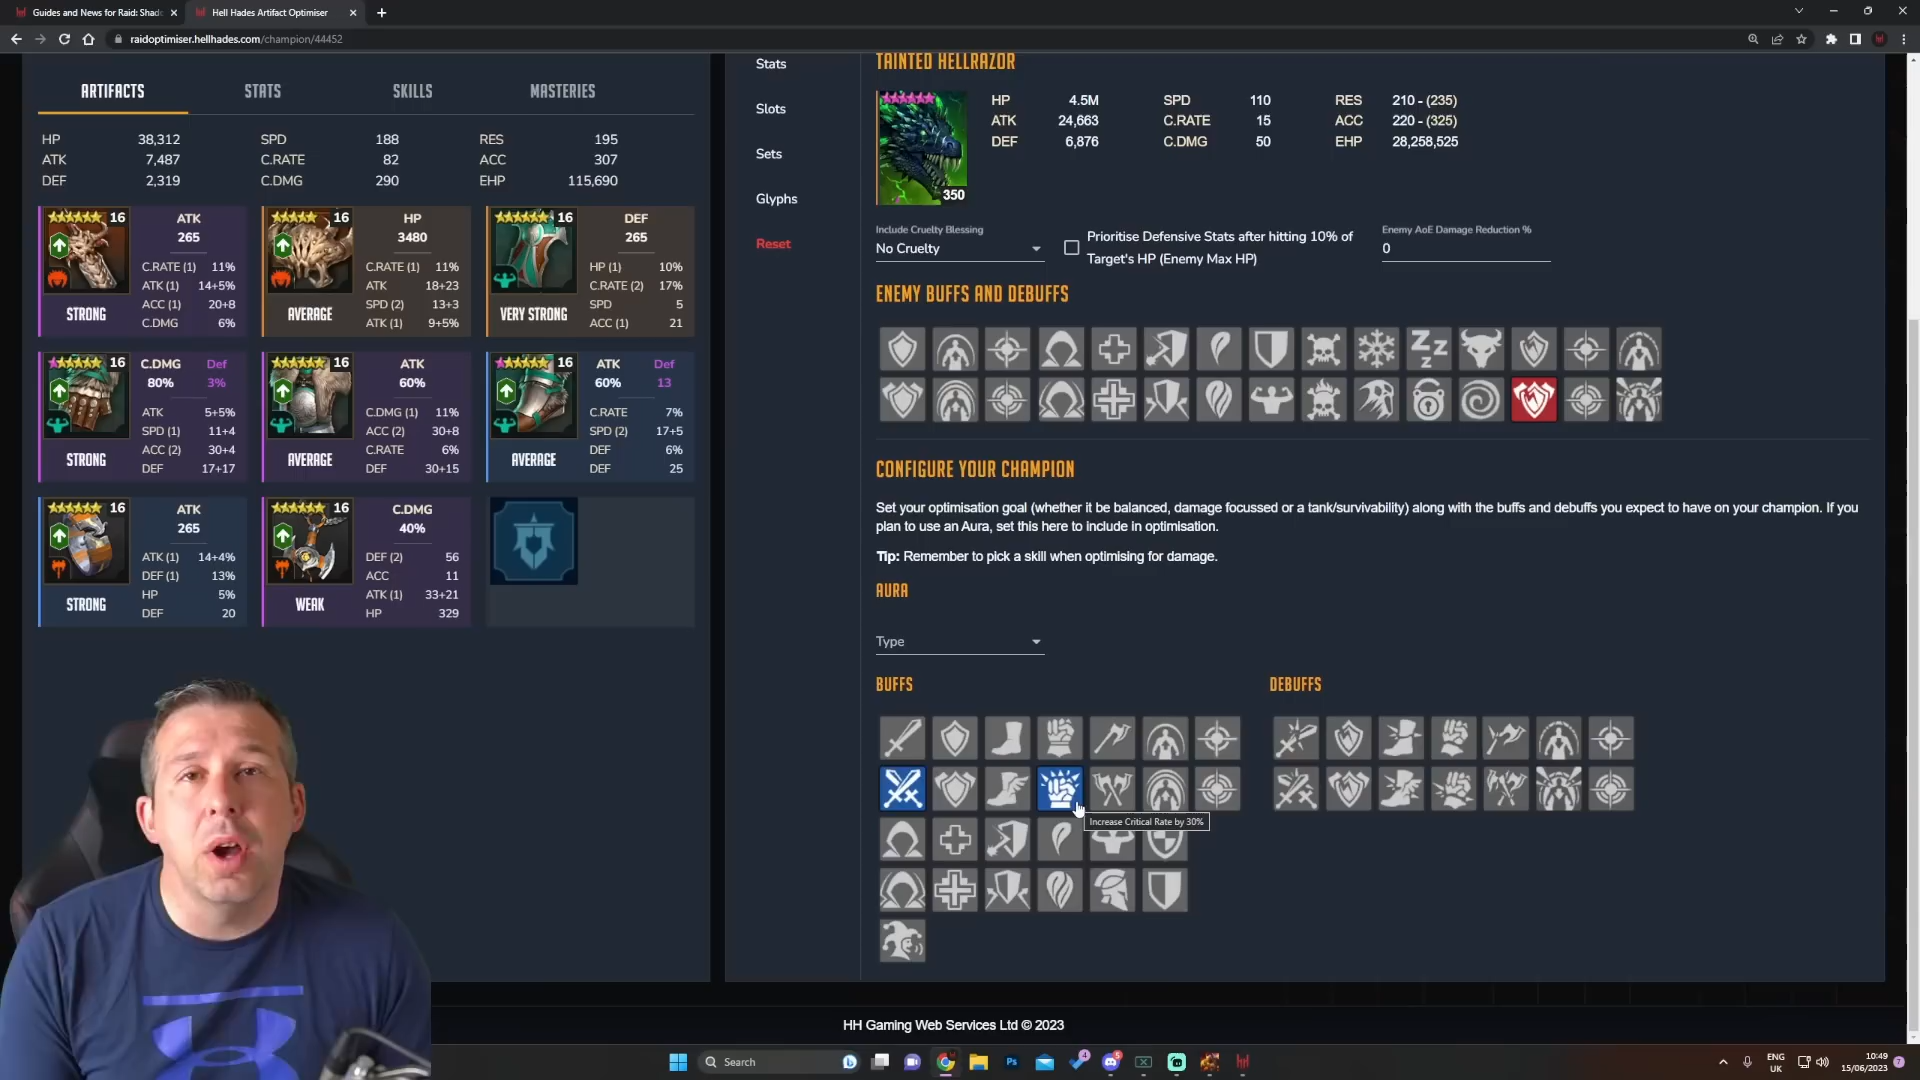 Guides and News for Raid: Shad
Hell Hades Artifact Optimiser
raidoptimiser.hellhades.com/champion/44452
ARTIFACTS STATS SKILLS MASTERIES
HP 38,312 SPD 188 RES 195
ATK 7,487 C.RATE 82 ACC 307
DEF 2,319 C.DMG 290 EHP 115,690
16 ATK 265
C.RATE (1) 11%
ATK (1) 14+5%
ACC (1) 20+8
C.DMG 6%
STRONG
16 HP 3480
C.RATE (1) 11%
ATK 18+23
SPD (2) 13+3
ATK (1) 9+5%
AVERAGE
16 DEF 265
HP (1) 10%
C.RATE (2) 17%
SPD 5
ACC (1) 21
VERY STRONG
16 C.DMG 80% Def 3%
ATK 5+5%
SPD (1) 11+4
ACC (2) 30+4
DEF 17+17
STRONG
16 ATK 60%
C.DMG (1) 11%
ACC (2) 30+8
C.RATE 6%
DEF 30+15
AVERAGE
16 ATK 60% Def 13
C.RATE 7%
SPD (2) 17+5
DEF 6%
DEF 25
AVERAGE
16 ATK 265
ATK (1) 14+4%
DEF (1) 13%
HP 5%
DEF 20
STRONG
16 C.DMG 40%
DEF (2) 56
ACC 11
ATK (1) 33+21
HP 329
WEAK
Stats
Slots
Sets
Glyphs
Reset
TAINTED HELLRAZOR
350
HP 4.5M SPD 110 RES 210 - (235)
ATK 24,663 C.RATE 15 ACC 220 - (325)
DEF 6,876 C.DMG 50 EHP 28,258,525
Include Cruelty Blessing
No Cruelty
Prioritise Defensive Stats after hitting 10% of
Target's HP (Enemy Max HP)
Enemy AoE Damage Reduction %
0
ENEMY BUFFS AND DEBUFFS
CONFIGURE YOUR CHAMPION
Set your optimisation goal (whether it be balanced, damage focussed or a tank/survivability) along with the buffs and debuffs you expect to have on your champion. If you
plan to use an Aura, set this here to include in optimisation.
Tip: Remember to pick a skill when optimising for damage.
AURA
Type
BUFFS
DEBUFFS
Increase Critical Rate by 30%
HH Gaming Web Services Ltd © 2023
Search
ENG
UK
10:49
15/06/2023